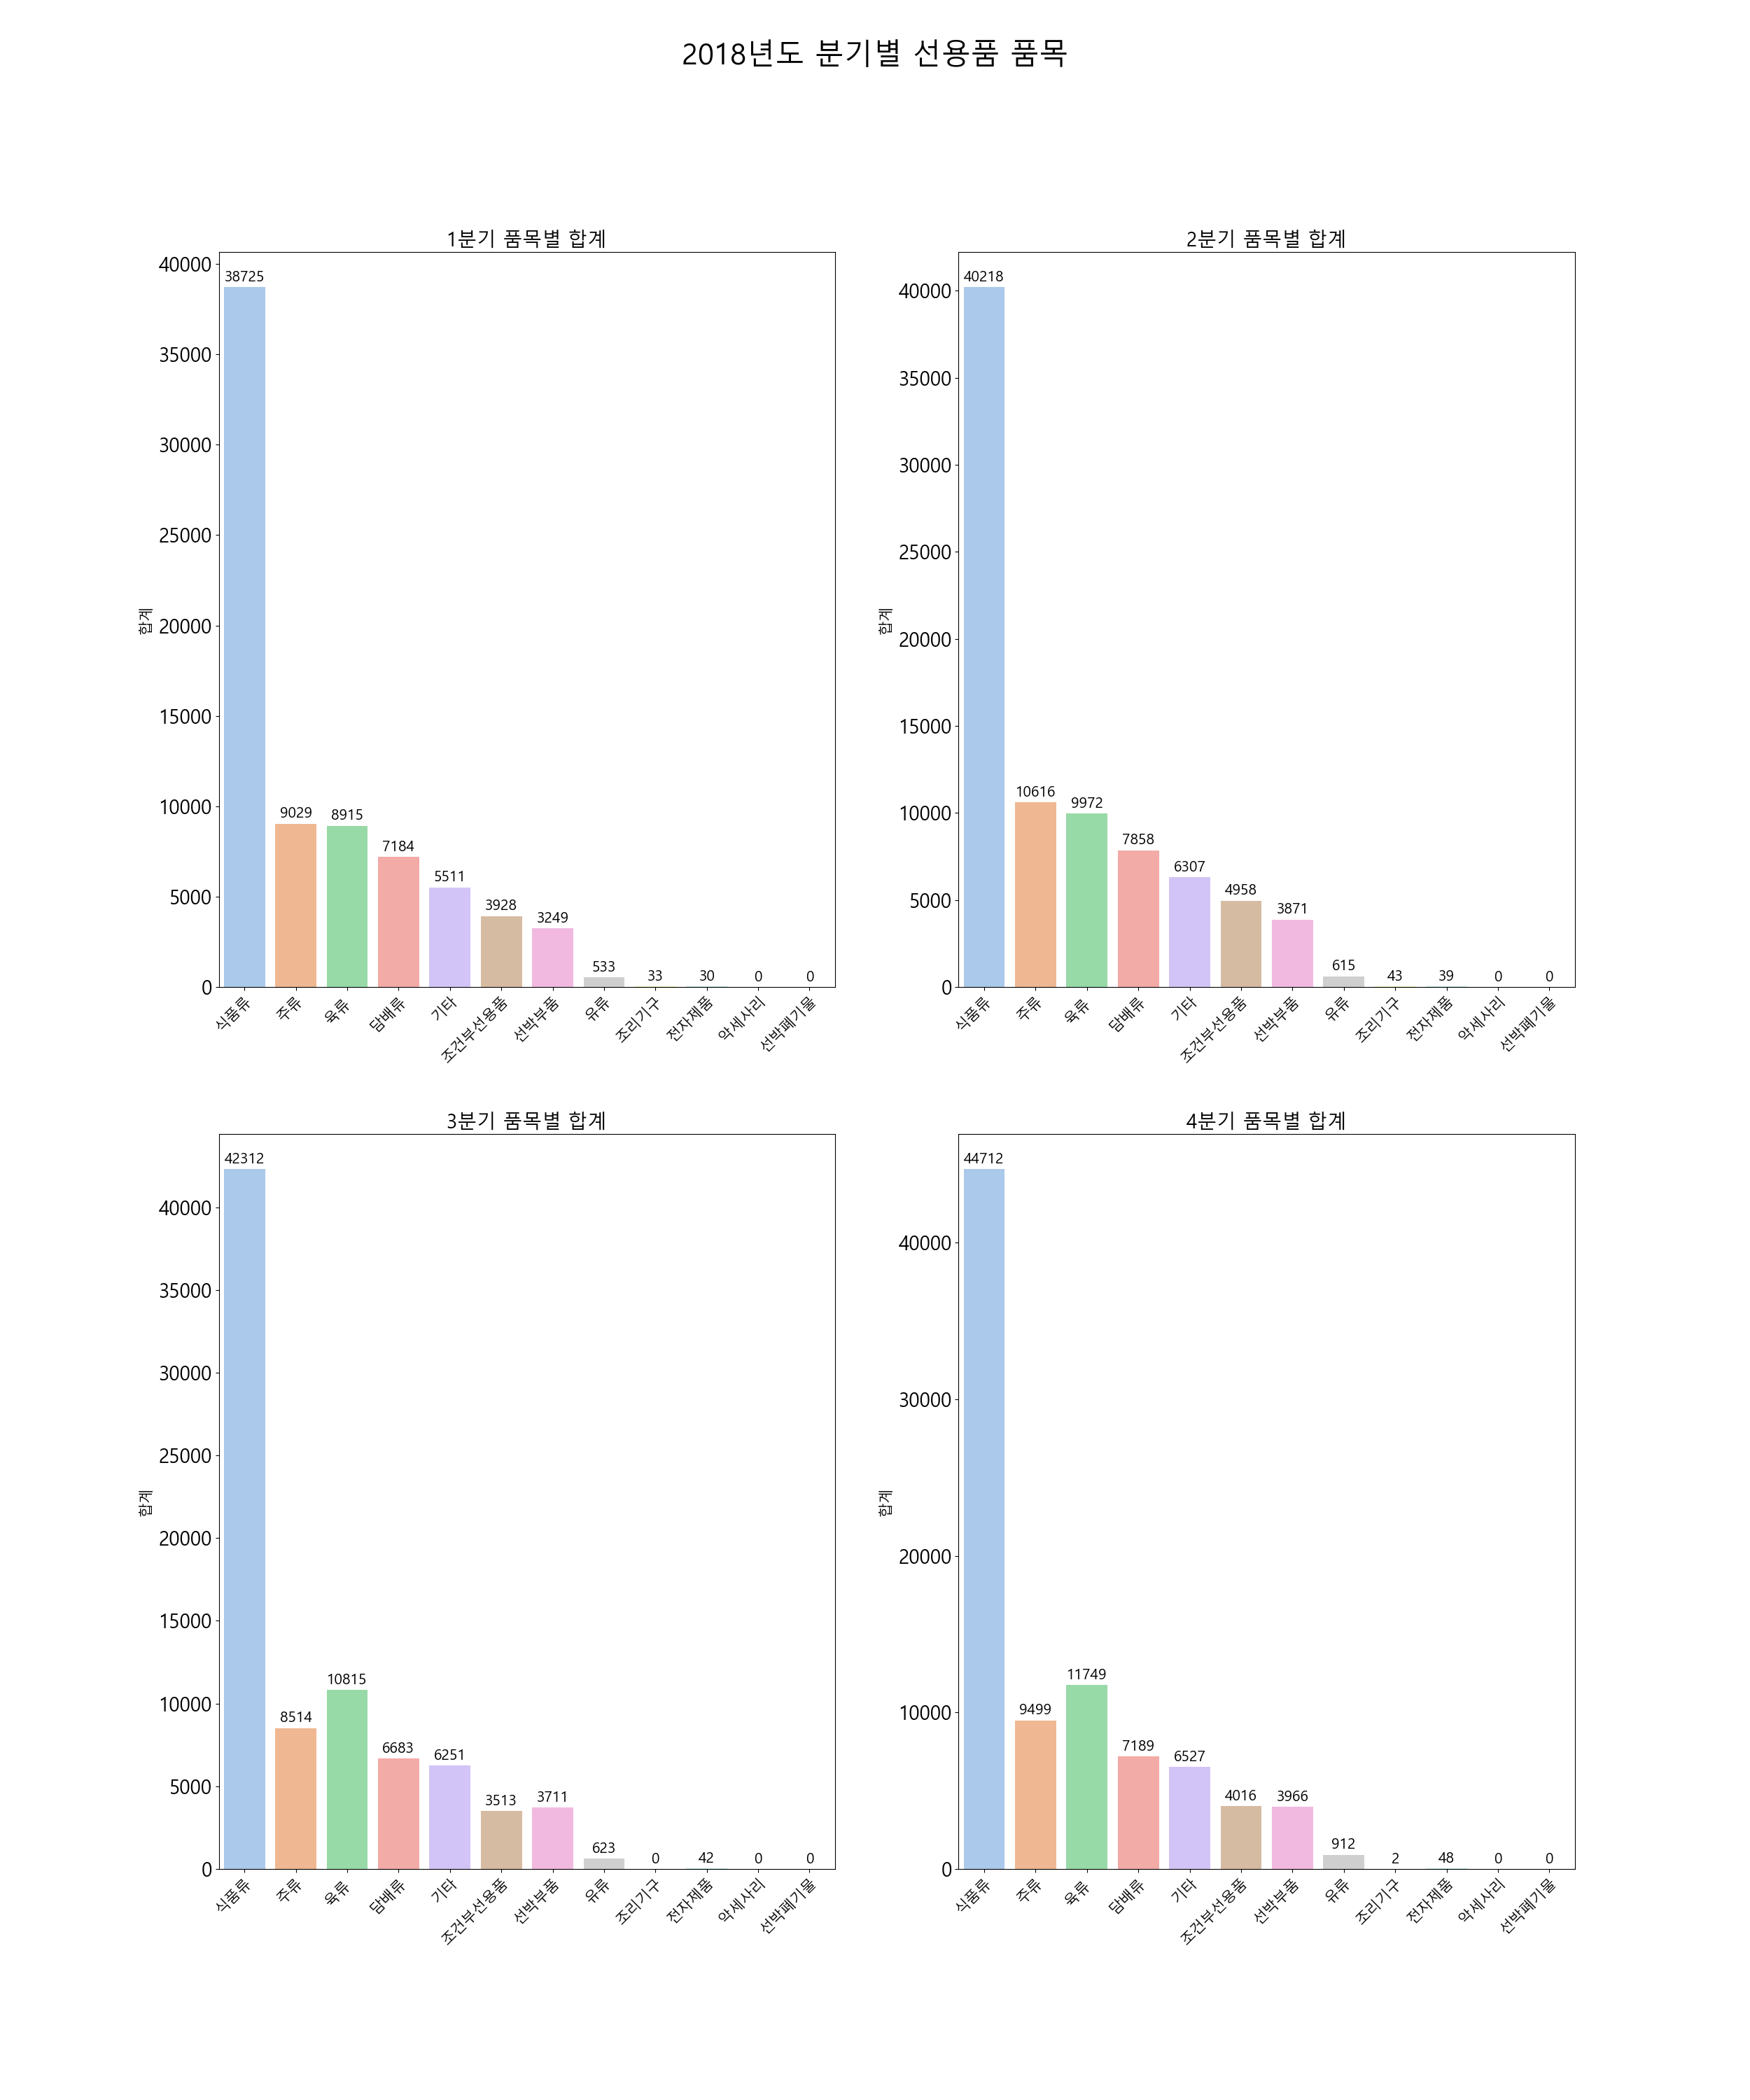 2018년도 분기별 선용품 품목
1분기 품목별 합계
합계
40000
35000
30000
25000
20000
15000
10000
5000
0
38725 9029 8915 7184 5511 3928 3249 533 33 30 0 0
식품류 주류 육류 담배류 기타 조건부선용품 선박부품 유류 조리기구 전자제품 악세사리 선박폐기물
2분기 품목별 합계
합계
40000
35000
30000
25000
20000
15000
10000
5000
0
40218 10616 9972 7858 6307 4958 3871 615 43 39 0 0
식품류 주류 육류 담배류 기타 조건부선용품 선박부품 유류 조리기구 전자제품 악세사리 선박폐기물
3분기 품목별 합계
합계
40000
35000
30000
25000
20000
15000
10000
5000
0
42312 8514 10815 6683 6251 3513 3711 623 0 42 0 0
식품류 주류 육류 담배류 기타 조건부선용품 선박부품 유류 조리기구 전자제품 악세사리 선박폐기물
4분기 품목별 합계
합계
40000
30000
20000
10000
0
44712 9499 11749 7189 6527 4016 3966 912 2 48 0 0
식품류 주류 육류 담배류 기타 조건부선용품 선박부품 유류 조리기구 전자제품 악세사리 선박폐기물